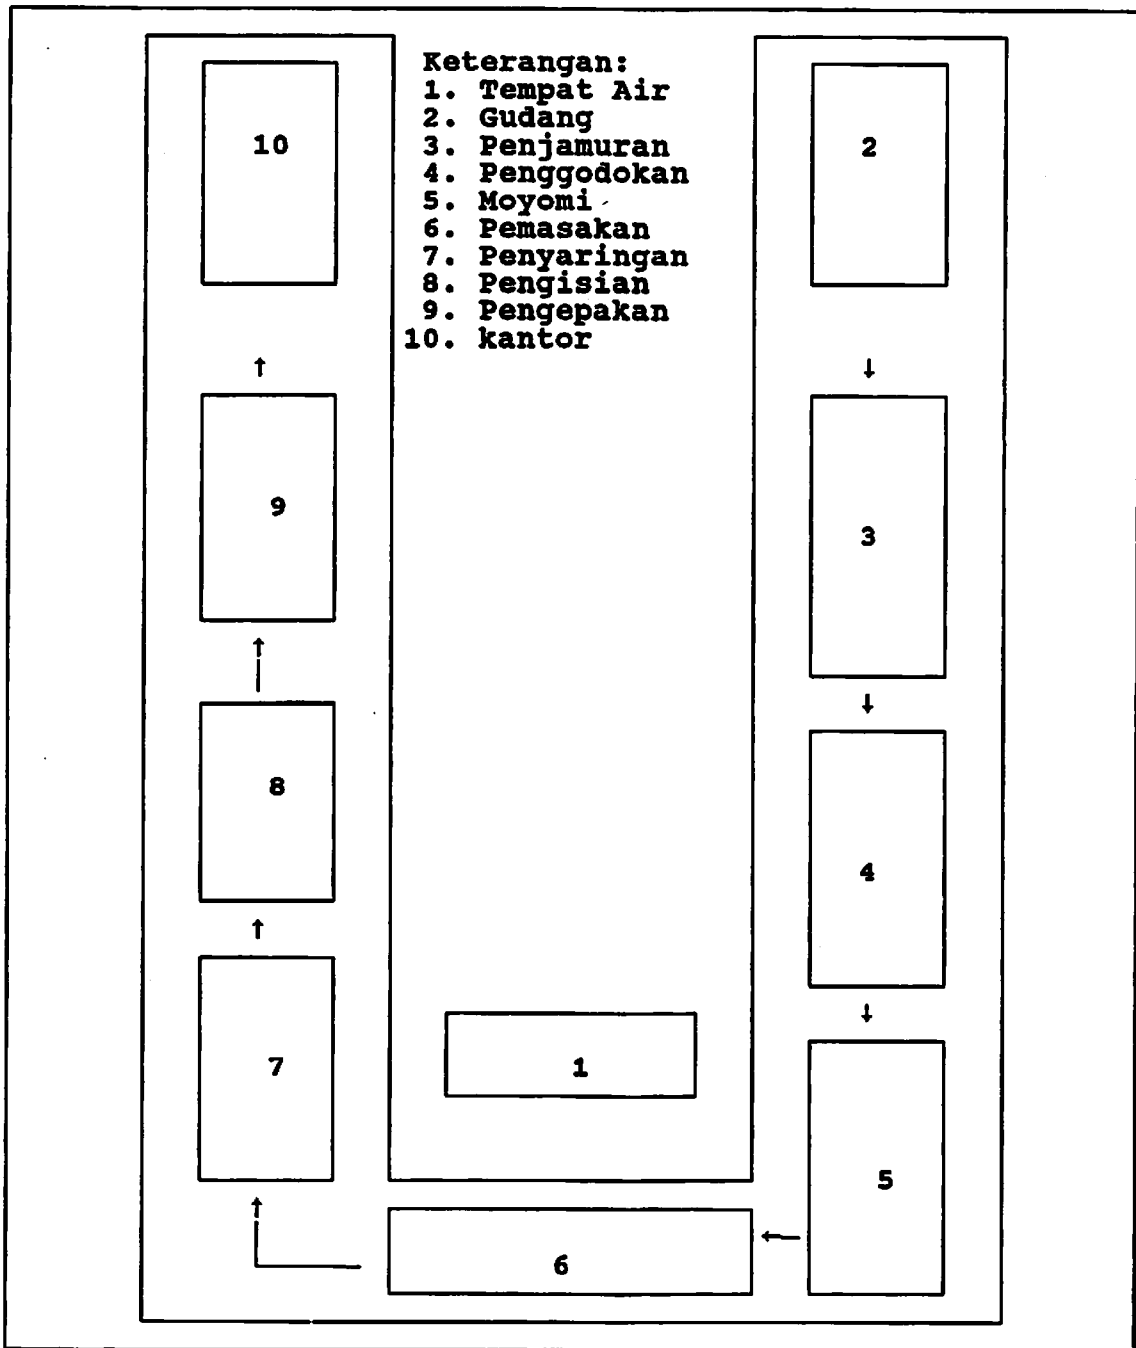 Keterangan:
1. Tempat Air
2. Gudang
3. Penjamuran
4. Penggodokan
5. Moyomi
6. Pemasakan
7. Penyaringan
8. Pengisian
9. Pengepakan
10. kantor
10
2
↑
↓
9
3
↑
↓
8
4
↑
↓
7
1
5
↑
←
6